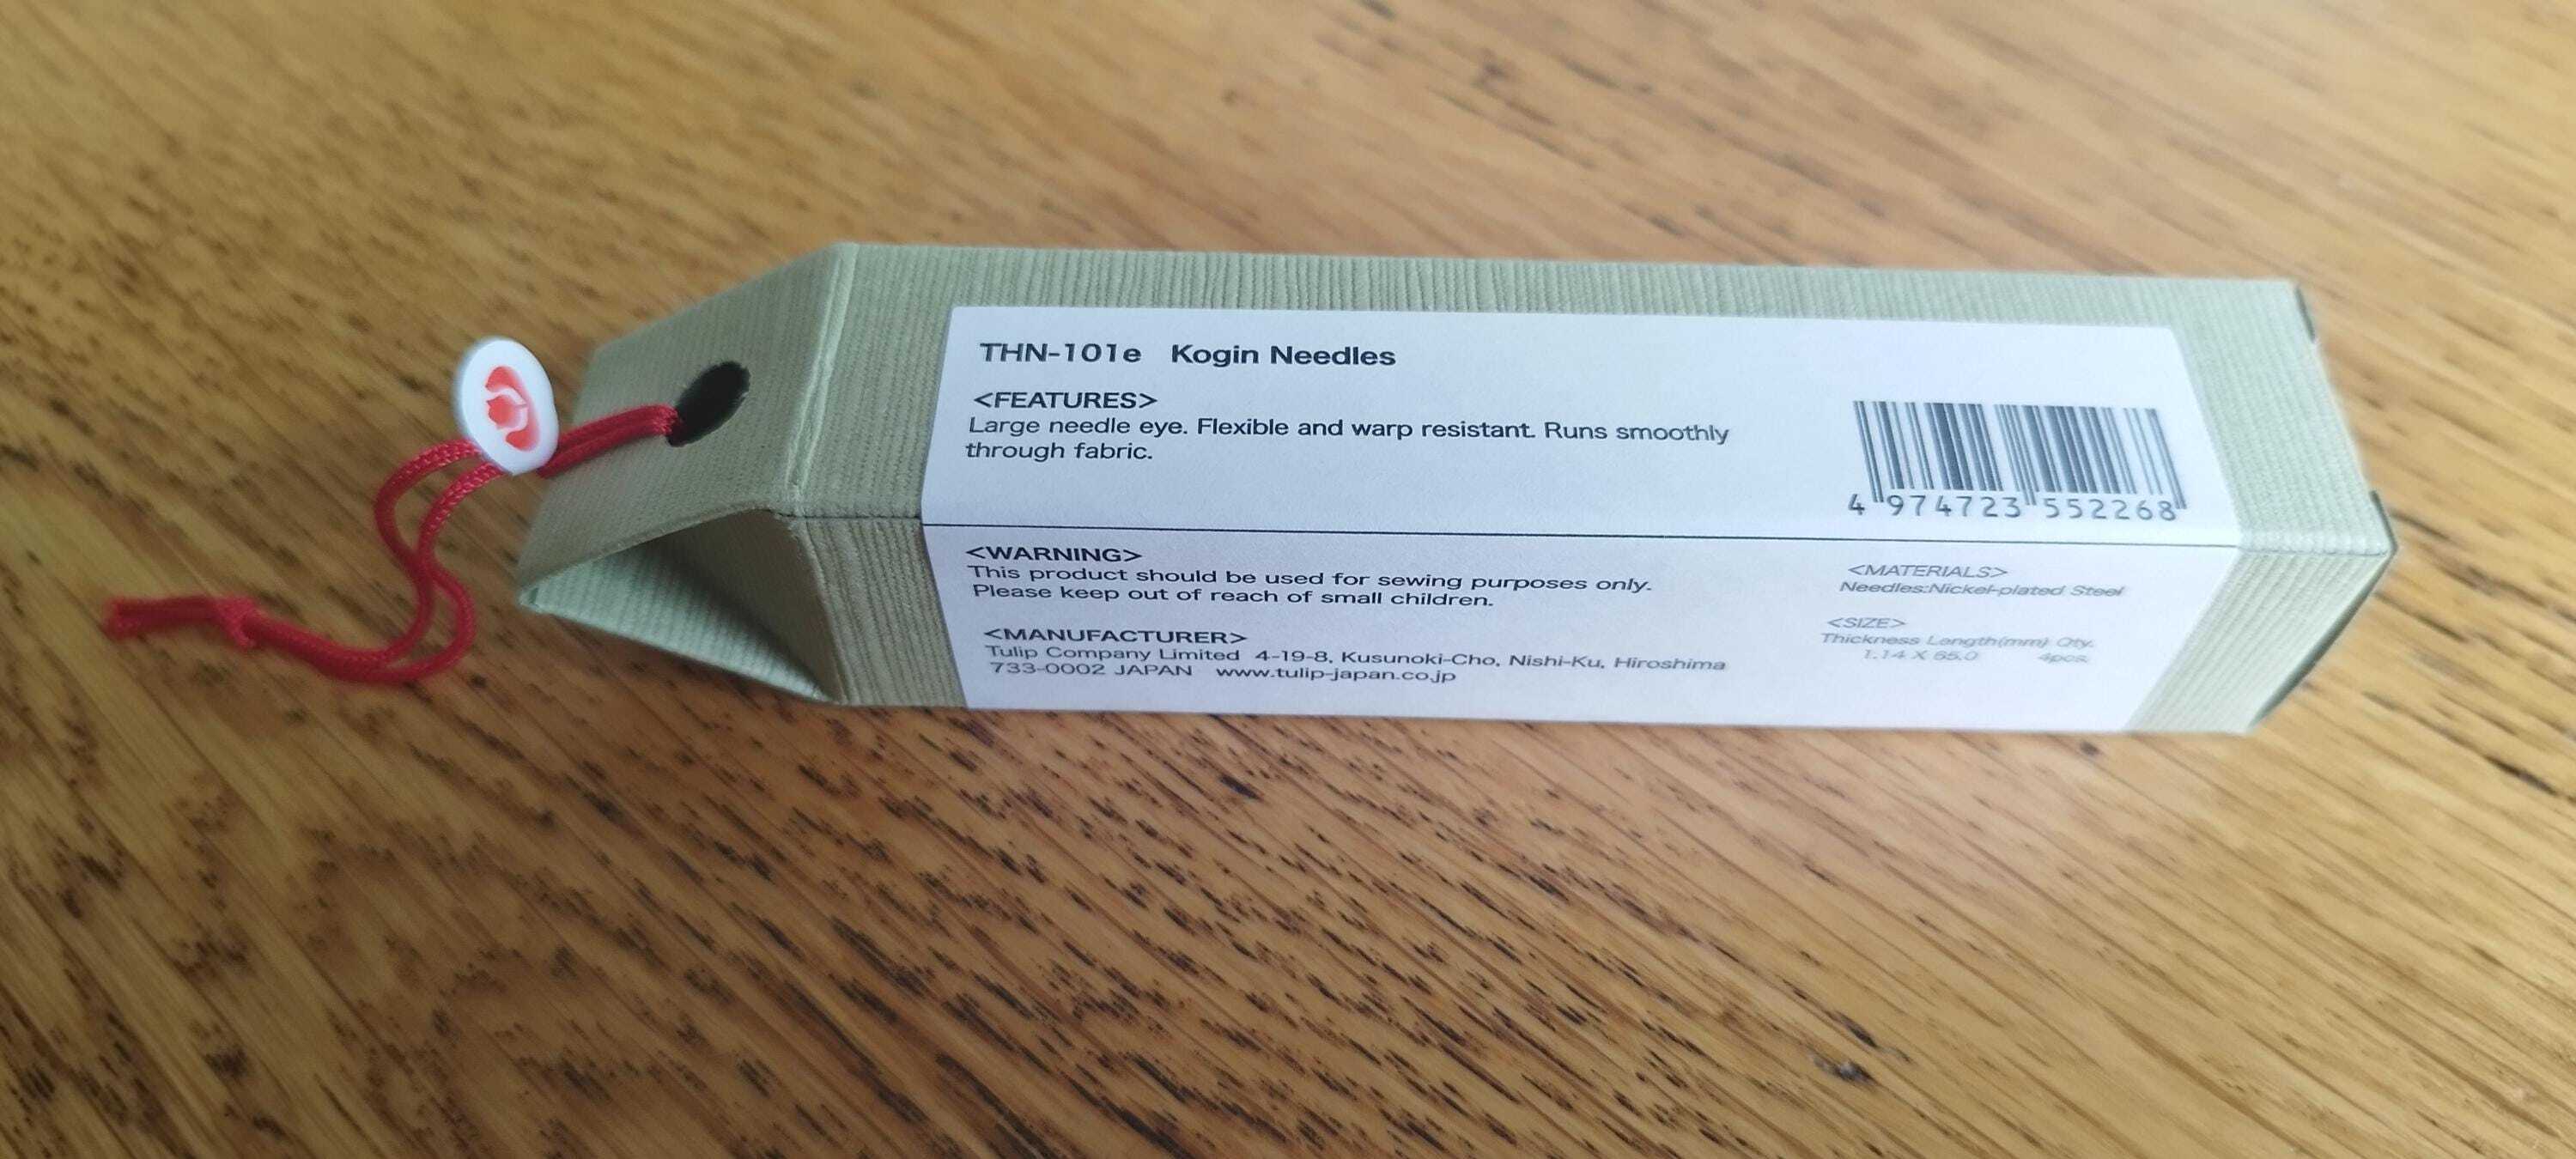 THN-101e Kogin Needles
<FEATURES>
Large needle eye. Flexible and warp resistant. Runs smoothly
through fabric.
4 974723 552268
<WARNING>
This product should be used for sewing purposes only.
Please keep out of reach of small children.
<MANUFACTURER>
Tulip Company Limited 4-19-8, Kusunoki-Cho, Nishi-Ku, Hiroshima
733-0002 JAPAN www.tulip-japan.co.jp
<MATERIALS>
Needles:Nickel-plated Steel
<SIZE>
Thickness Length(mm) Qty.
1.14 X 65.0 4pcs.